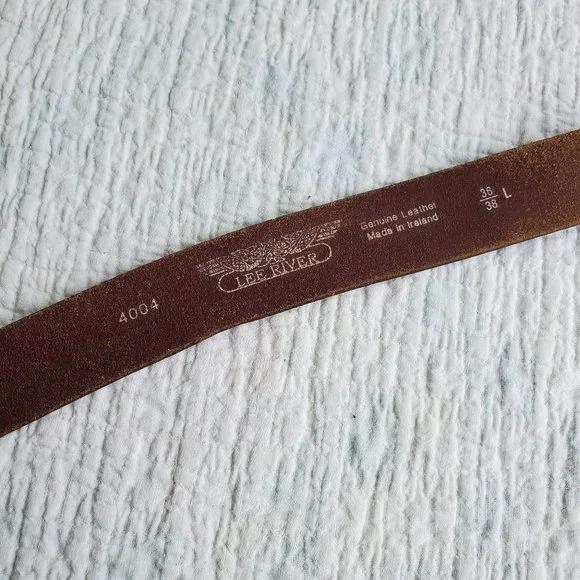 4004
LEE RIVER
Genuine Leather
Made in Ireland
36
38 L